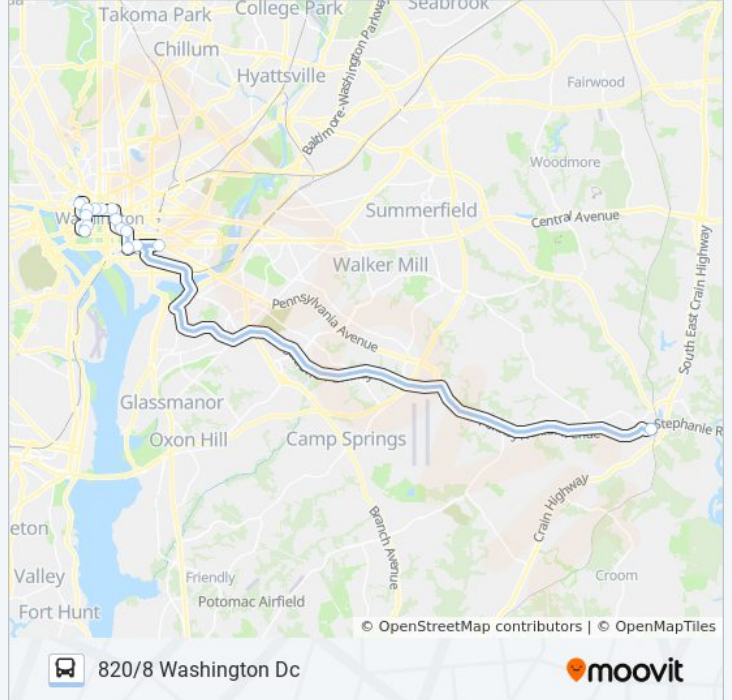 Takoma Park
College Park
Seabrook
Chillum
Hyattsville
Baltimore-Washington Parkway
Fairwood
Woodmore
Washington
Summerfield
Central Avenue
Walker Mill
South East Crain Highway
Pennsylvania Avenue
Glassmanor
Oxon Hill
Camp Springs
Stephanie R
Crain Highway
Branch Avenue
eton
Valley
Friendly
Croom
Potomac Airfield
Fort Hunt
© OpenStreetMap contributors | © OpenMapTiles
820/8 Washington Dc
moovit